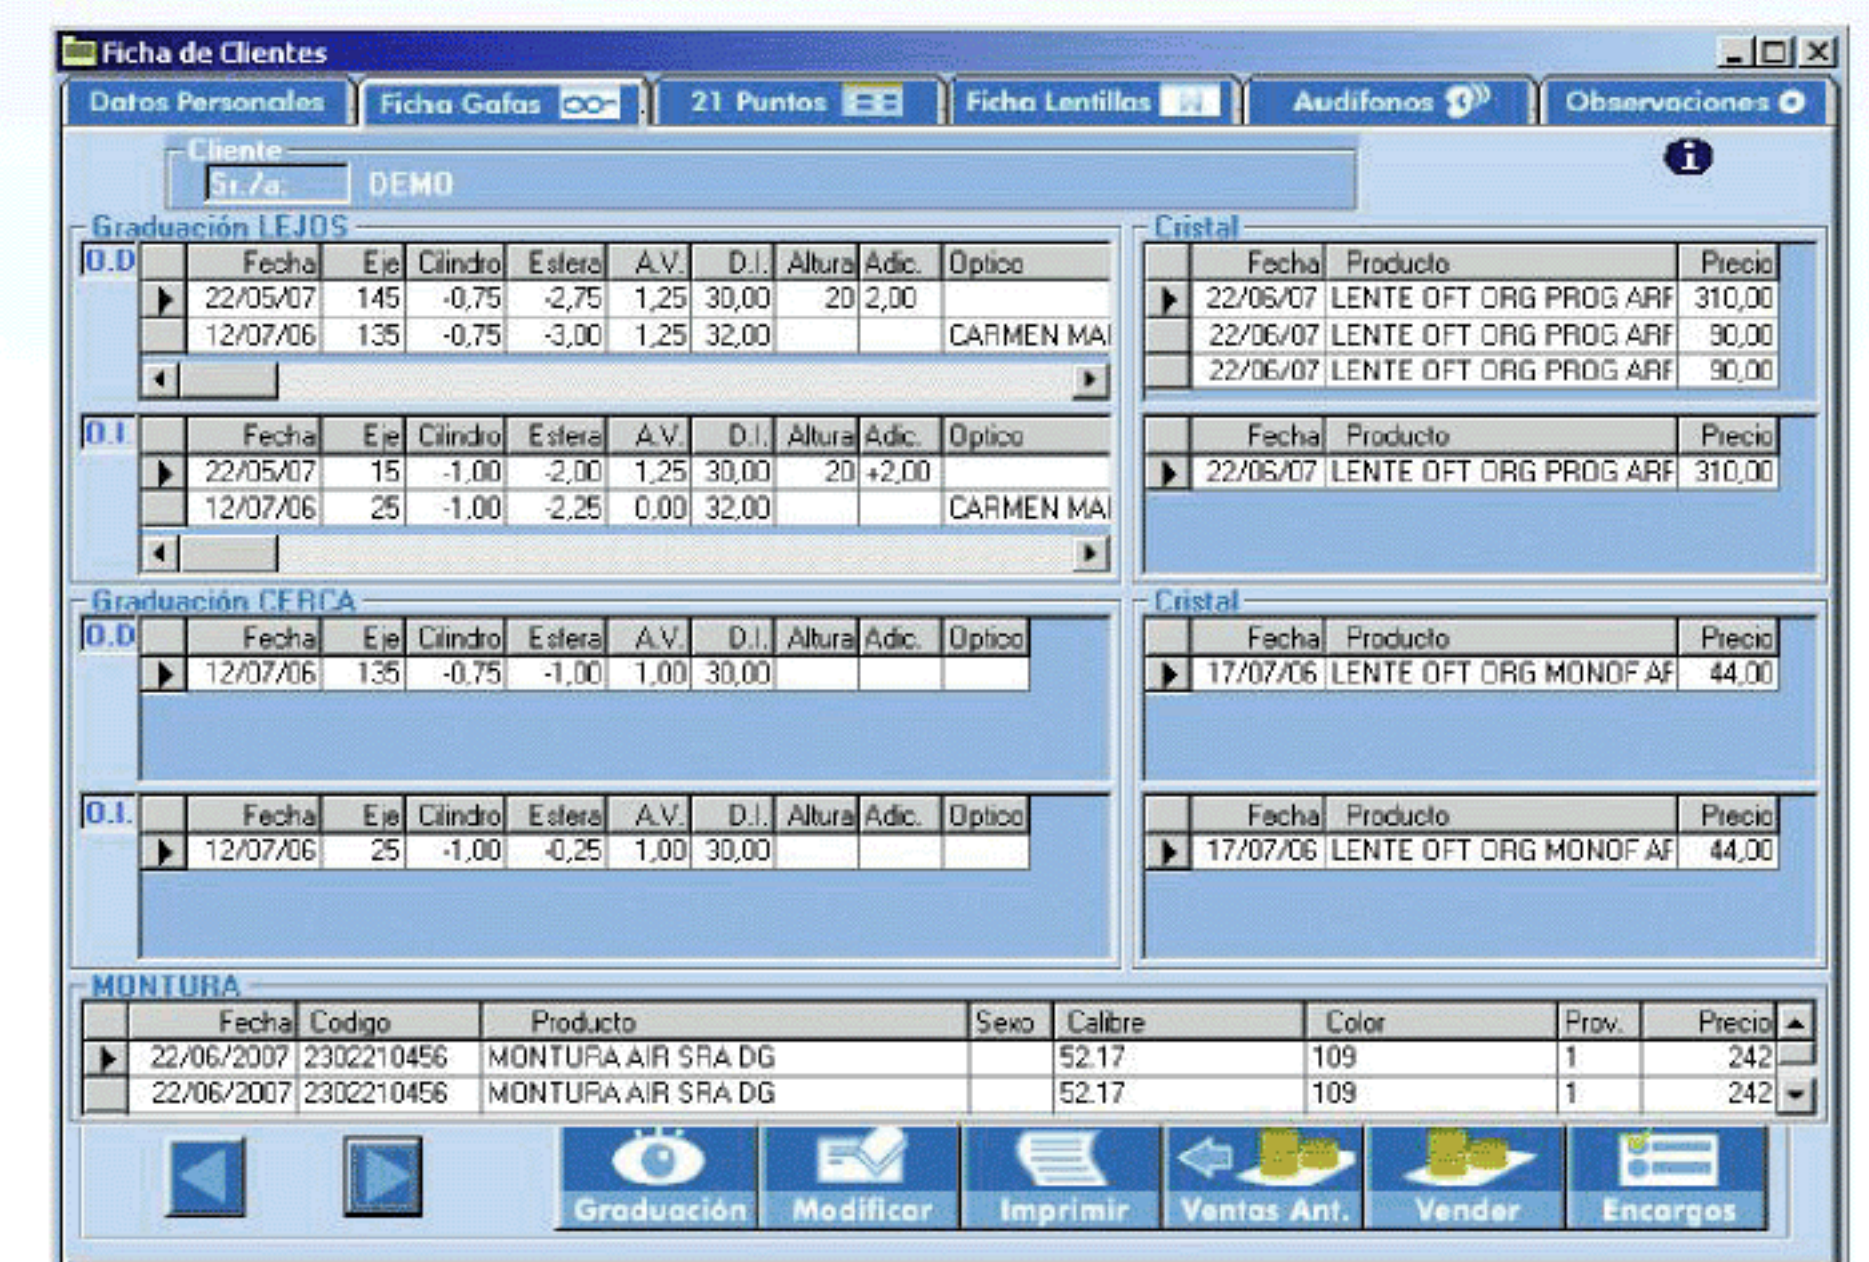 Ficha de Clientes
Datos Personales Ficha Gafas 21 Puntos Ficha Lentillas Audífonos Observaciones
Cliente
Sr./a: DEMO
Graduación LEJOS
O.D Fecha Eje Cilindro Esfera A.V. D.I. Altura Adic. Optico
22/05/07 145 -0,75 -2,75 1,25 30,00 20 2,00
12/07/06 135 -0,75 -3,00 1,25 32,00 CARMEN MAI
Cristal
Fecha Producto Precio
22/06/07 LENTE OFT ORG PROG ARF 310,00
22/06/07 LENTE OFT ORG PROG ARF 90,00
22/06/07 LENTE OFT ORG PROG ARF 90,00
O.I. Fecha Eje Cilindro Esfera A.V. D.I. Altura Adic. Optico
22/05/07 15 -1,00 -2,00 1,25 30,00 20 +2,00
12/07/06 25 -1,00 -2,25 0,00 32,00 CARMEN MAI
Fecha Producto Precio
22/06/07 LENTE OFT ORG PROG ARF 310,00
Graduación CERCA
O.D Fecha Eje Cilindro Esfera A.V. D.I. Altura Adic. Optico
12/07/06 135 -0,75 -1,00 1,00 30,00
Cristal
Fecha Producto Precio
17/07/06 LENTE OFT ORG MONOF AF 44,00
O.I. Fecha Eje Cilindro Esfera A.V. D.I. Altura Adic. Optico
12/07/06 25 -1,00 -0,25 1,00 30,00
Fecha Producto Precio
17/07/06 LENTE OFT ORG MONOF AF 44,00
MONTURA
Fecha Codigo Producto Sexo Calibre Color Prov. Precio
22/06/2007 2302210456 MONTURA AIR SRA DG 52.17 109 1 242
22/06/2007 2302210456 MONTURA AIR SRA DG 52.17 109 1 242
Graduación Modificar Imprimir Ventas Ant. Vender Encargos